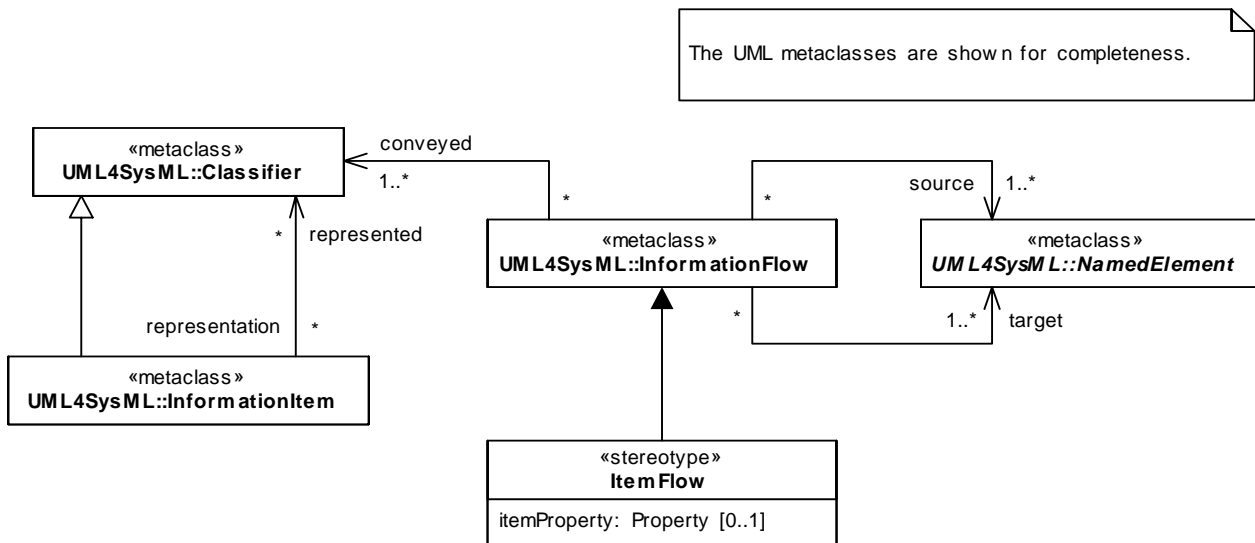 The UML metaclasses are shown for completeness.
«metaclass»
UML4SysML::Classifier
conveyed
1..*
*
*
source
1..*
* represented
«metaclass»
UML4SysML::InformationFlow
«metaclass»
UML4SysML::NamedElement
representation *
*
1..* target
«metaclass»
UML4SysML::InformationItem
«stereotype»
ItemFlow
itemProperty: Property [0..1]